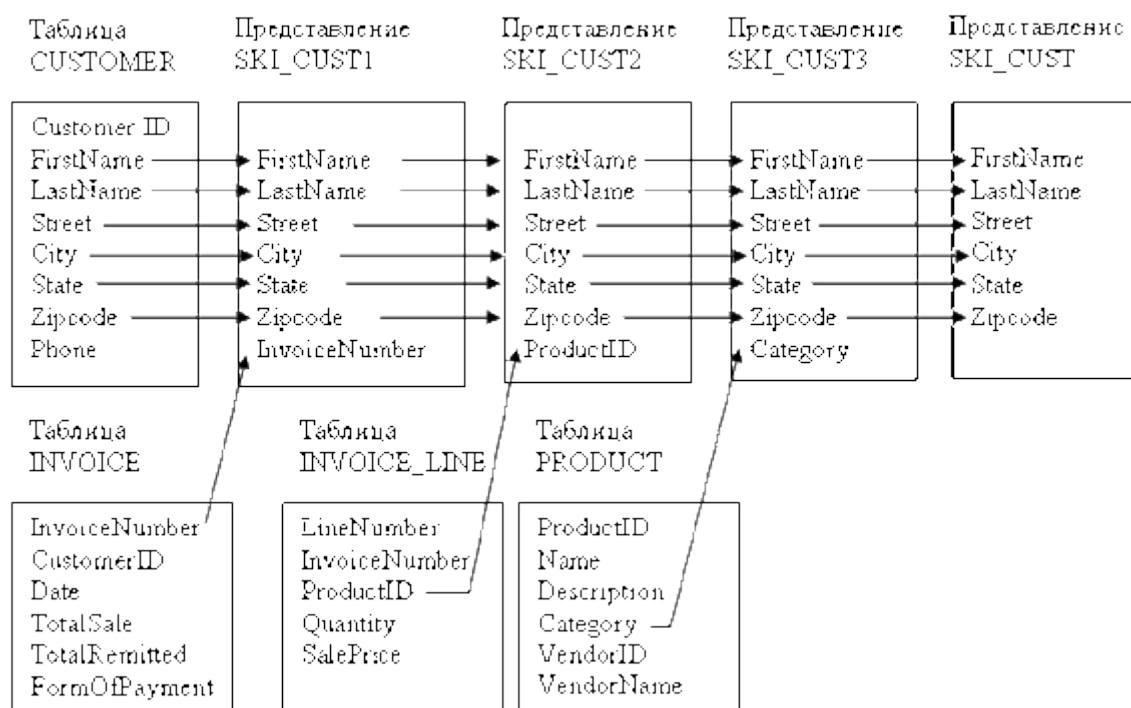 Таблица
CUSTOMER
Представление
SKI_CUST1
Представление
SKI_CUST2
Представление
SKI_CUST3
Представление
SKI_CUST
Customer ID
FirstName
LastName
Street
City
State
Zipcode
Phone
FirstName
LastName
Street
City
State
Zipcode
InvoiceNumber
FirstName
LastName
Street
City
State
Zipcode
ProductID
FirstName
LastName
Street
City
State
Zipcode
Category
FirstName
LastName
Street
City
State
Zipcode
Таблица
INVOICE
Таблица
INVOICE_LINE
Таблица
PRODUCT
InvoiceNumber
CustomerID
Date
TotalSale
TotalRemitted
FormOfPayment
LineNumber
InvoiceNumber
ProductID
Quantity
SalePrice
ProductID
Name
Description
Category
VendorID
VendorName